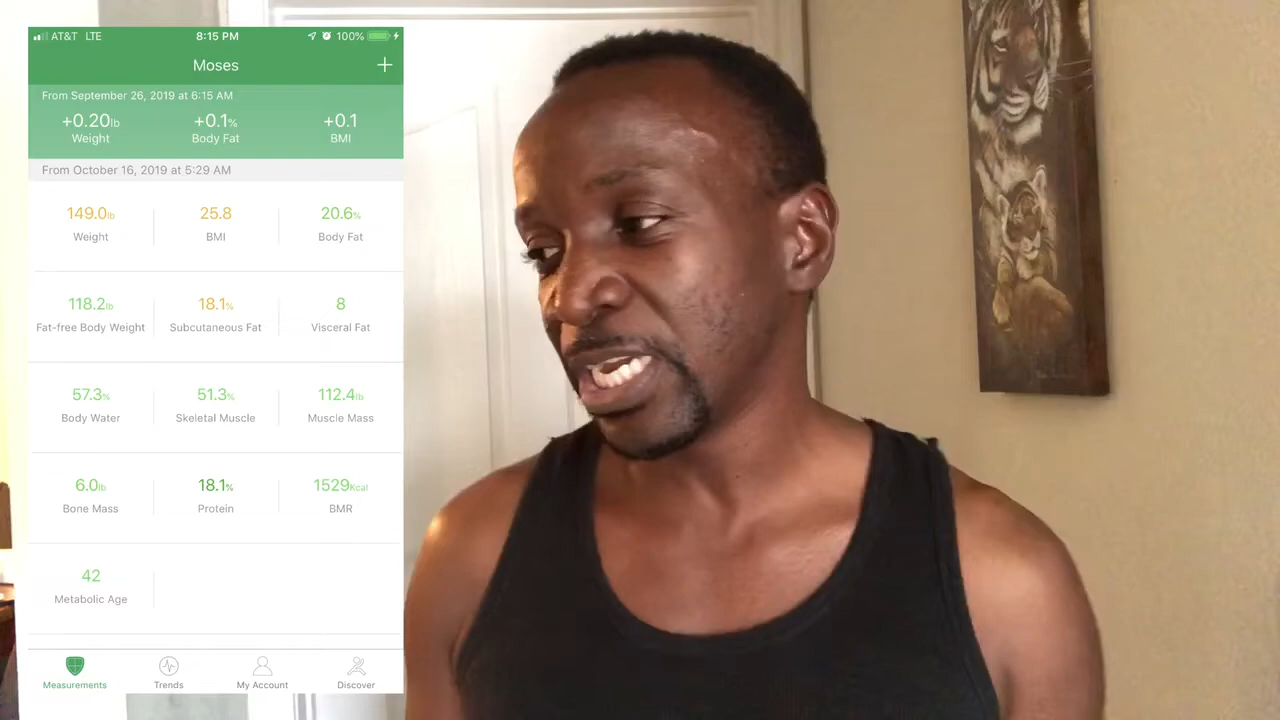 AT&T LTE 8:15 PM 100%
Moses +
From September 26, 2019 at 6:15 AM
+0.20lb +0.1% +0.1
Weight Body Fat BMI
From October 16, 2019 at 5:29 AM
149.0lb 25.8 20.6%
Weight BMI Body Fat
118.2lb 18.1% 8
Fat-free Body Weight Subcutaneous Fat Visceral Fat
57.3% 51.3% 112.4lb
Body Water Skeletal Muscle Muscle Mass
6.0lb 18.1% 1529Kcal
Bone Mass Protein BMR
42
Metabolic Age
Measurements Trends My Account Discover